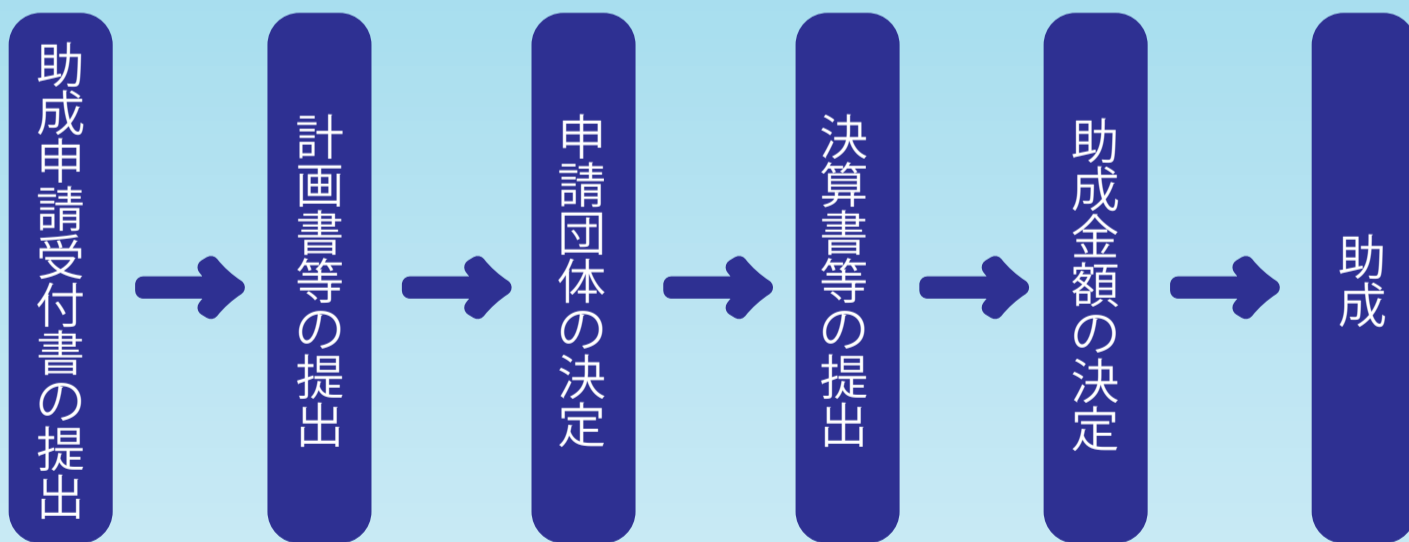 助成申請受付書の提出
計画書等の提出
申請団体の決定
決算書等の提出
助成金額の決定
助成